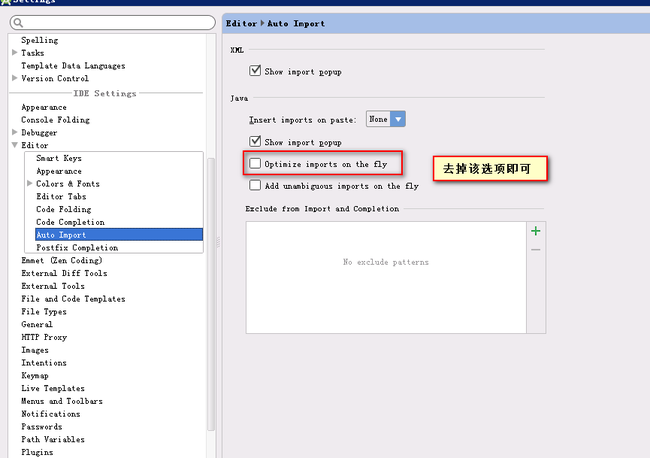 Settings
Spelling
Tasks
Template Data Languages
Version Control
IDE Settings
Appearance
Console Folding
Debugger
Editor
Smart Keys
Appearance
Colors & Fonts
Editor Tabs
Code Folding
Code Completion
Auto Import
Postfix Completion
Emmet (Zen Coding)
External Diff Tools
External Tools
File and Code Templates
File Types
General
HTTP Proxy
Images
Intentions
Keymap
Live Templates
Menus and Toolbars
Notifications
Passwords
Path Variables
Plugins
Editor Auto Import
XML
Show import popup
Java
Insert imports on paste: None
Show import popup
Optimize imports on the fly
去掉该选项即可
Add unambiguous imports on the fly
Exclude from Import and Completion
No exclude patterns